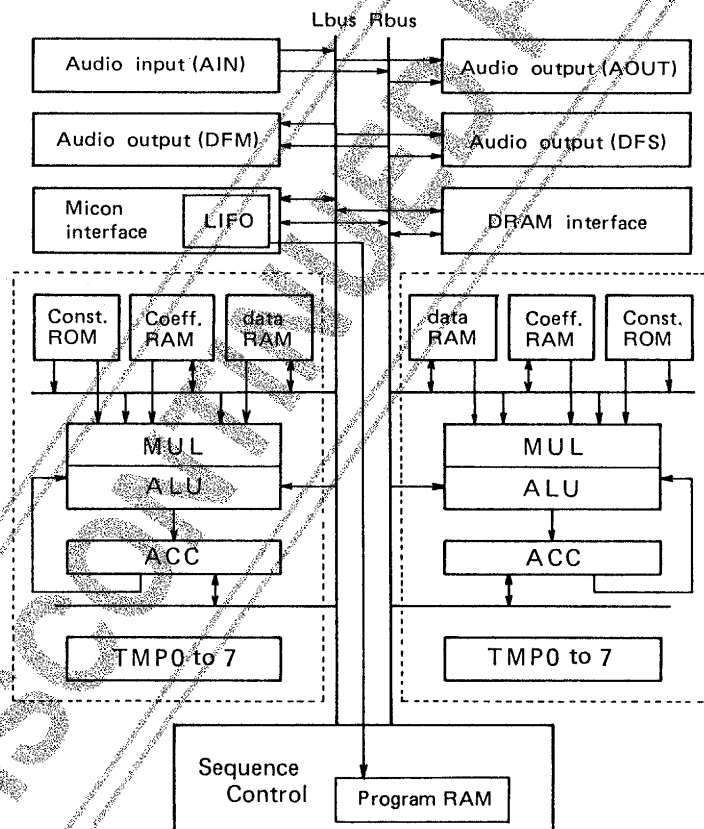 Lbus Rbus
Audio input (AIN)
Audio output (AOUT)
Audio output (DFM)
Audio output (DFS)
Micon
interface
LIFO
DRAM interface
Const.
ROM
Coeff.
RAM
data
RAM
data
RAM
Coeff.
RAM
Const.
ROM
MUL
ALU
ACC
TMP0 to 7
MUL
ALU
ACC
TMP0 to 7
Sequence
Control
Program RAM